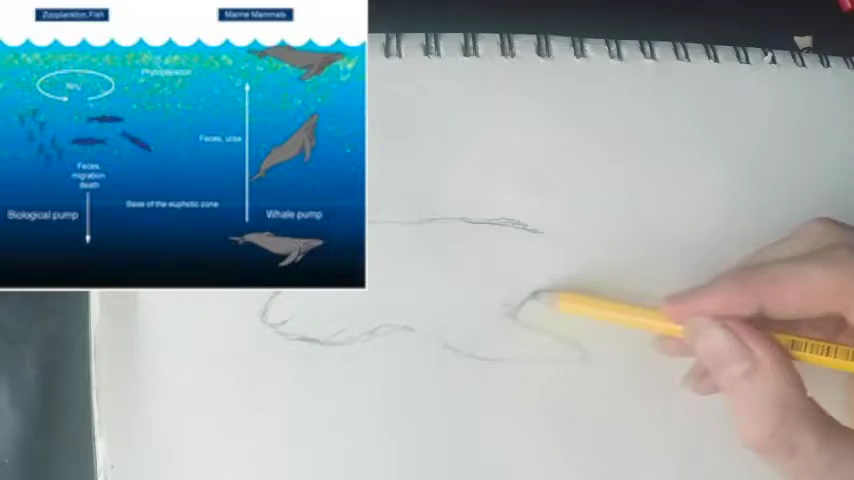 Zooplankton, Fish
Marine Mammals
Phytoplankton
NH₄⁺
Feces, urea
Feces,
migration
death
Base of the euphotic zone
Biological pump
Whale pump